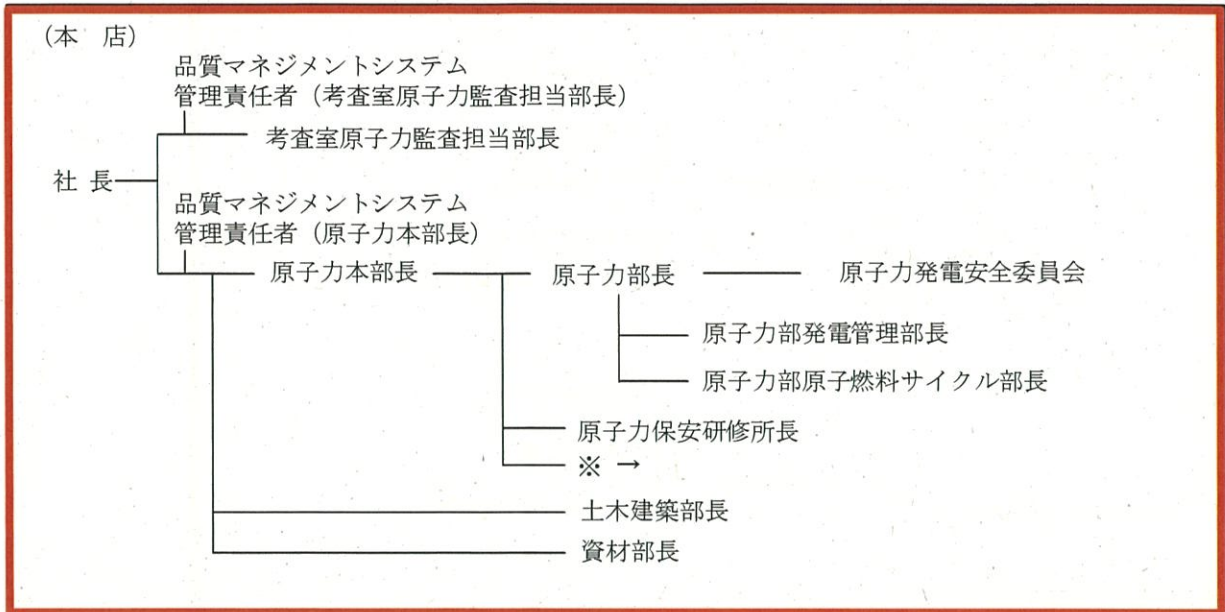 (本 店)
品質マネジメントシステム
管理責任者(考査室原子力監査担当部長)
考査室原子力監査担当部長
社 長
品質マネジメントシステム
管理責任者(原子力本部長)
原子力本部長
原子力部長
原子力発電安全委員会
原子力部発電管理部長
原子力部原子燃料サイクル部長
原子力保安研修所長
※ →
土木建築部長
資材部長